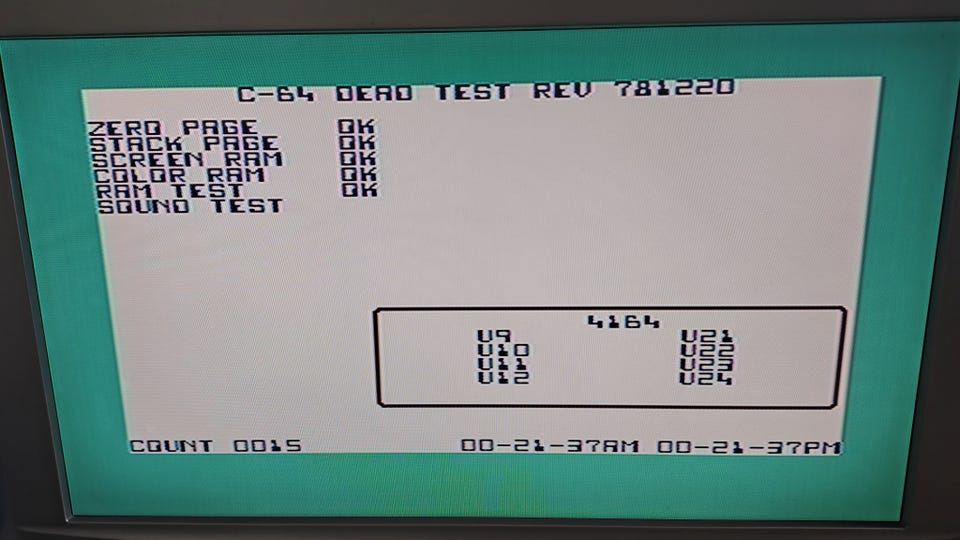 C-64 DEAD TEST REV 781220
ZERO PAGE OK
STACK PAGE OK
SCREEN RAM OK
COLOR RAM OK
RAM TEST OK
SOUND TEST
4164
U9 U21
U10 U22
U11 U23
U12 U24
COUNT 0015 00-21-37AM 00-21-37PM